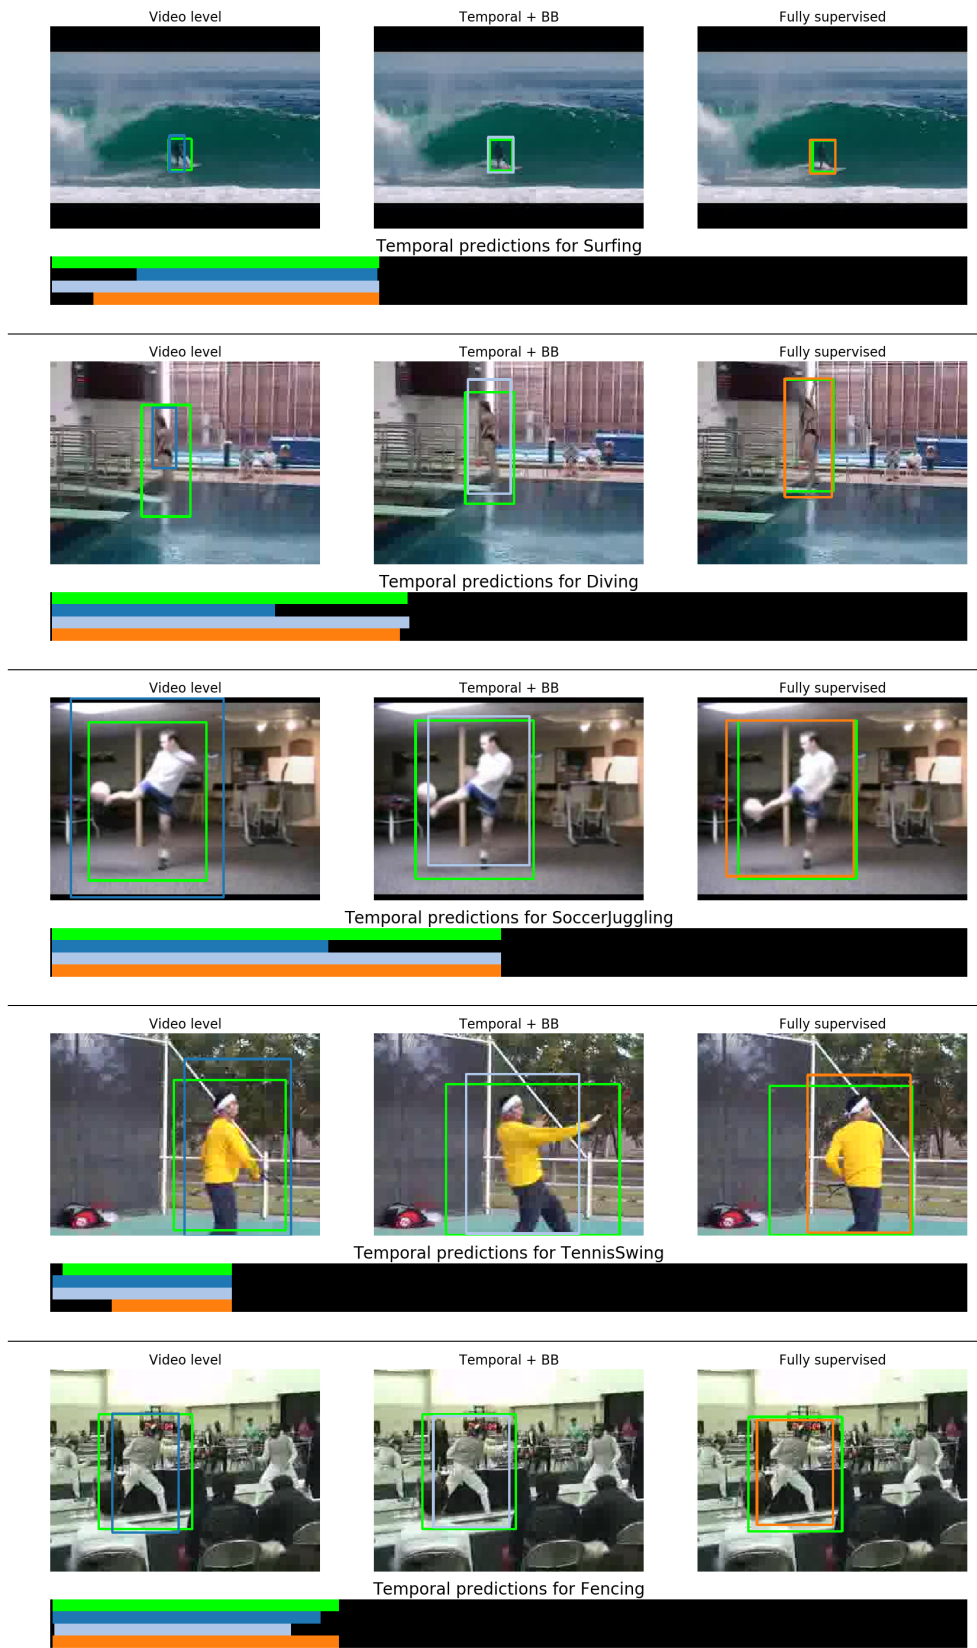 Video level
Temporal + BB
Fully supervised
Temporal predictions for Surfing
Video level
Temporal + BB
Fully supervised
Temporal predictions for Diving
Video level
Temporal + BB
Fully supervised
Temporal predictions for SoccerJuggling
Video level
Temporal + BB
Fully supervised
Temporal predictions for TennisSwing
Video level
Temporal + BB
Fully supervised
Temporal predictions for Fencing